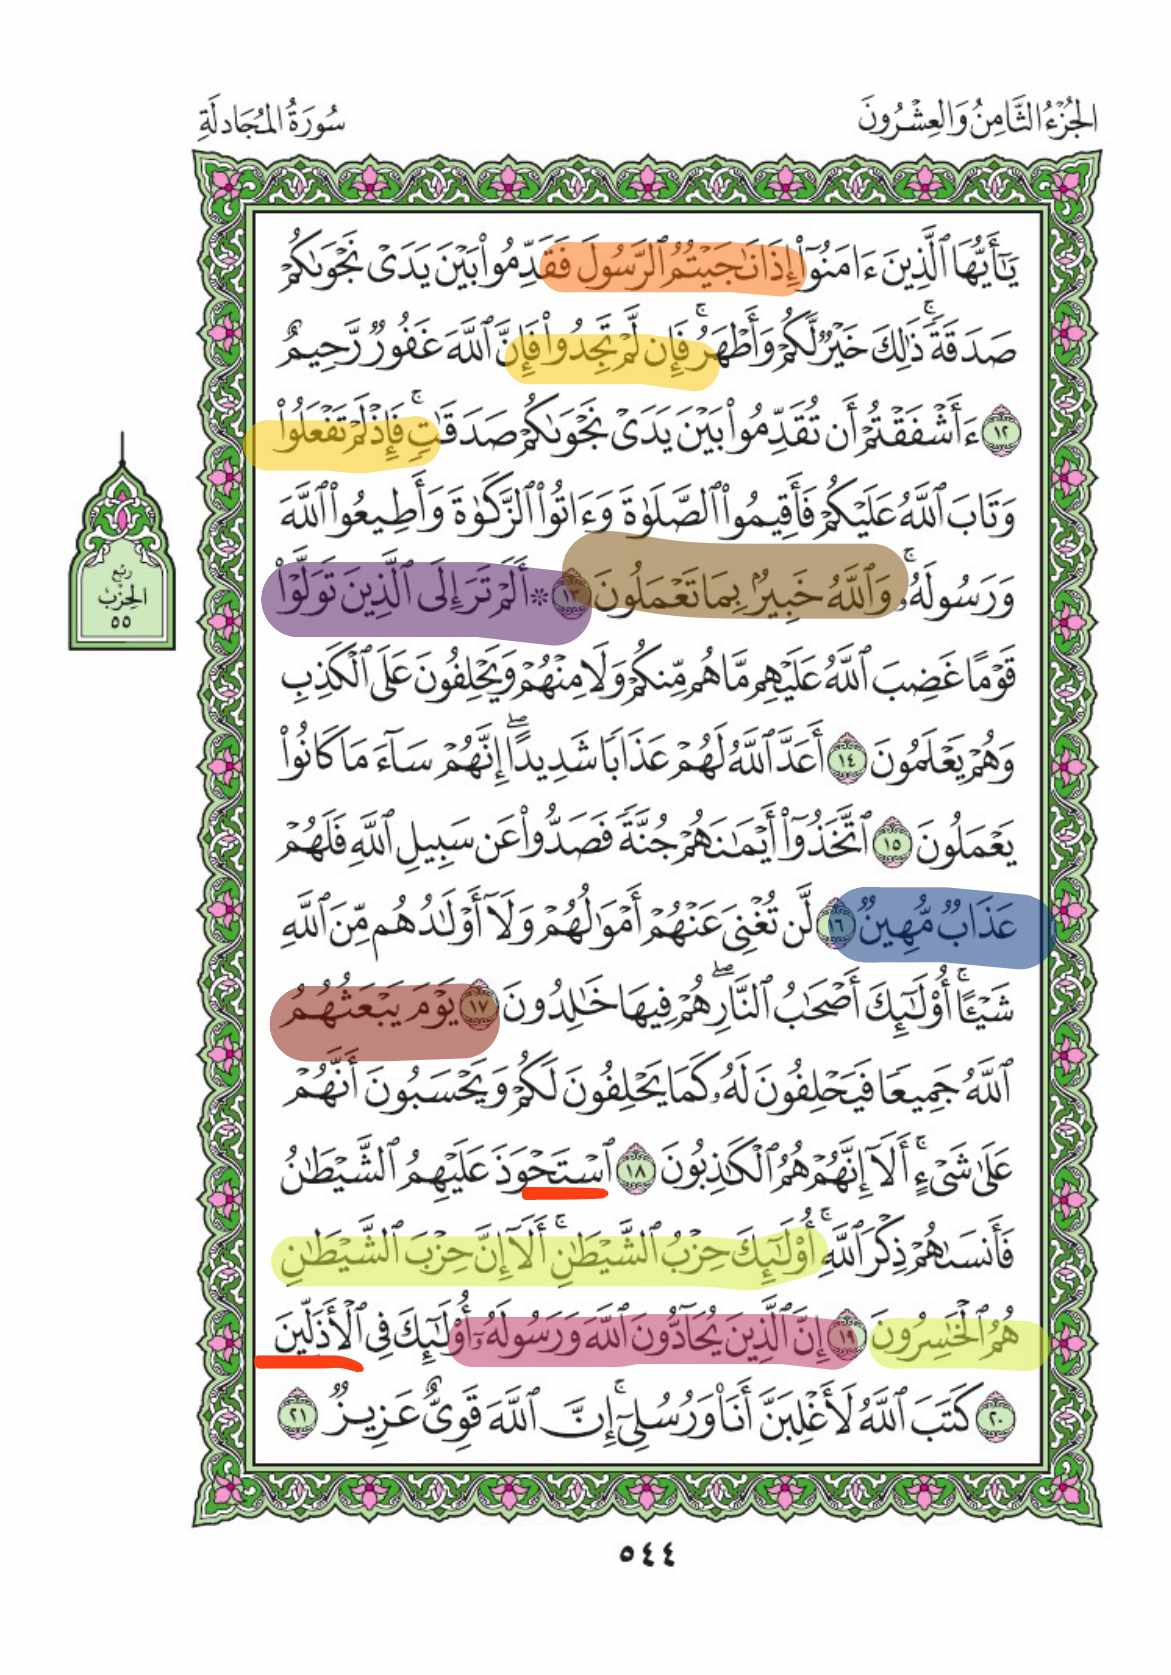 الجُزْءُ الثَّامِنُ وَالعِشْرُونَ
سُورَةُ المُجَادلَةِ
يَٰٓأَيُّهَا ٱلَّذِينَ ءَامَنُوٓاْ إِذَا نَٰجَيْتُمُ ٱلرَّسُولَ فَقَدِّمُواْ بَيْنَ يَدَىْ نَجْوَىٰكُمْ
صَدَقَةً ۚ ذَٰلِكَ خَيْرٌ لَّكُمْ وَأَطْهَرُ ۚ فَإِن لَّمْ تَجِدُواْ فَإِنَّ ٱللَّهَ غَفُورٌ رَّحِيمٌ
١٢ ءَأَشْفَقْتُمْ أَن تُقَدِّمُواْ بَيْنَ يَدَىْ نَجْوَىٰكُمْ صَدَقَٰتٍ ۚ فَإِذْ لَمْ تَفْعَلُواْ
وَتَابَ ٱللَّهُ عَلَيْكُمْ فَأَقِيمُواْ ٱلصَّلَوٰةَ وَءَاتُواْ ٱلزَّكَوٰةَ وَأَطِيعُواْ ٱللَّهَ
وَرَسُولَهُۥ ۚ وَٱللَّهُ خَبِيرٌۢ بِمَا تَعْمَلُونَ ١٣ ۞ أَلَمْ تَرَ إِلَى ٱلَّذِينَ تَوَلَّوْاْ
قَوْمًا غَضِبَ ٱللَّهُ عَلَيْهِم مَّا هُم مِّنكُمْ وَلَا مِنْهُمْ وَيَحْلِفُونَ عَلَى ٱلْكَذِبِ
وَهُمْ يَعْلَمُونَ ١٤ أَعَدَّ ٱللَّهُ لَهُمْ عَذَابًا شَدِيدًا ۖ إِنَّهُمْ سَآءَ مَا كَانُواْ
يَعْمَلُونَ ١٥ ٱتَّخَذُوٓاْ أَيْمَٰنَهُمْ جُنَّةً فَصَدُّواْ عَن سَبِيلِ ٱللَّهِ فَلَهُمْ
عَذَابٌ مُّهِينٌ ١٦ لَّن تُغْنِىَ عَنْهُمْ أَمْوَٰلُهُمْ وَلَآ أَوْلَٰدُهُم مِّنَ ٱللَّهِ
شَيْـًٔا ۚ أُوْلَٰٓئِكَ أَصْحَٰبُ ٱلنَّارِ ۖ هُمْ فِيهَا خَٰلِدُونَ ١٧ يَوْمَ يَبْعَثُهُمُ
ٱللَّهُ جَمِيعًا فَيَحْلِفُونَ لَهُۥ كَمَا يَحْلِفُونَ لَكُمْ وَيَحْسَبُونَ أَنَّهُمْ
عَلَىٰ شَىْءٍ ۚ أَلَآ إِنَّهُمْ هُمُ ٱلْكَٰذِبُونَ ١٨ ٱسْتَحْوَذَ عَلَيْهِمُ ٱلشَّيْطَٰنُ
فَأَنسَىٰهُمْ ذِكْرَ ٱللَّهِ ۚ أُوْلَٰٓئِكَ حِزْبُ ٱلشَّيْطَٰنِ ۚ أَلَآ إِنَّ حِزْبَ ٱلشَّيْطَٰنِ
هُمُ ٱلْخَٰسِرُونَ ١٩ إِنَّ ٱلَّذِينَ يُحَآدُّونَ ٱللَّهَ وَرَسُولَهُۥٓ أُوْلَٰٓئِكَ فِى ٱلْأَذَلِّينَ
٢٠ كَتَبَ ٱللَّهُ لَأَغْلِبَنَّ أَنَا۠ وَرُسُلِىٓ ۚ إِنَّ ٱللَّهَ قَوِىٌّ عَزِيزٌ ٢١
رُبع
الحِزْب
٥٥
٥٤٤